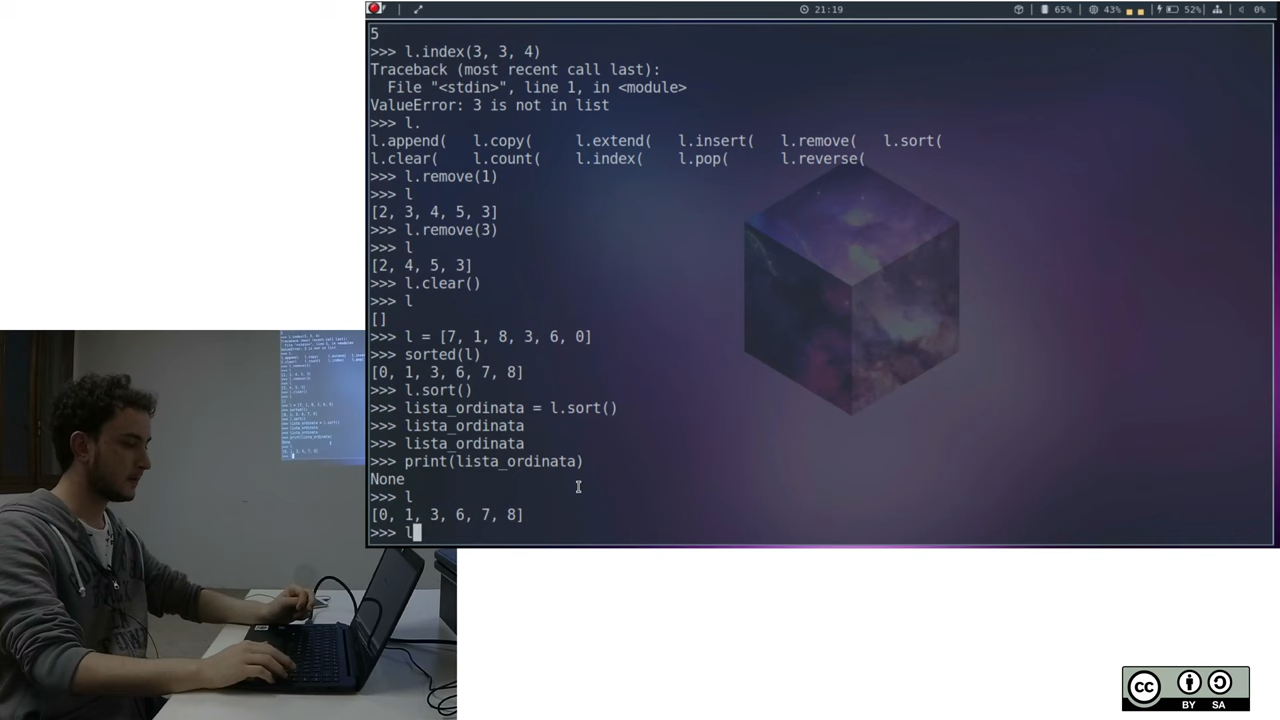 21:19 65% 43% 52% 0%
5
>>> l.index(3, 3, 4)
Traceback (most recent call last):
  File "<stdin>", line 1, in <module>
ValueError: 3 is not in list
>>> l.
l.append(   l.copy(     l.extend(   l.insert(   l.remove(   l.sort(
l.clear(    l.count(    l.index(    l.pop(      l.reverse(
>>> l.remove(1)
>>> l
[2, 3, 4, 5, 3]
>>> l.remove(3)
>>> l
[2, 4, 5, 3]
>>> l.clear()
>>> l
[]
>>> l = [7, 1, 8, 3, 6, 0]
>>> sorted(l)
[0, 1, 3, 6, 7, 8]
>>> l.sort()
>>> lista_ordinata = l.sort()
>>> lista_ordinata
>>> lista_ordinata
>>> print(lista_ordinata)
None
>>> l
[0, 1, 3, 6, 7, 8]
>>> l
cc BY SA